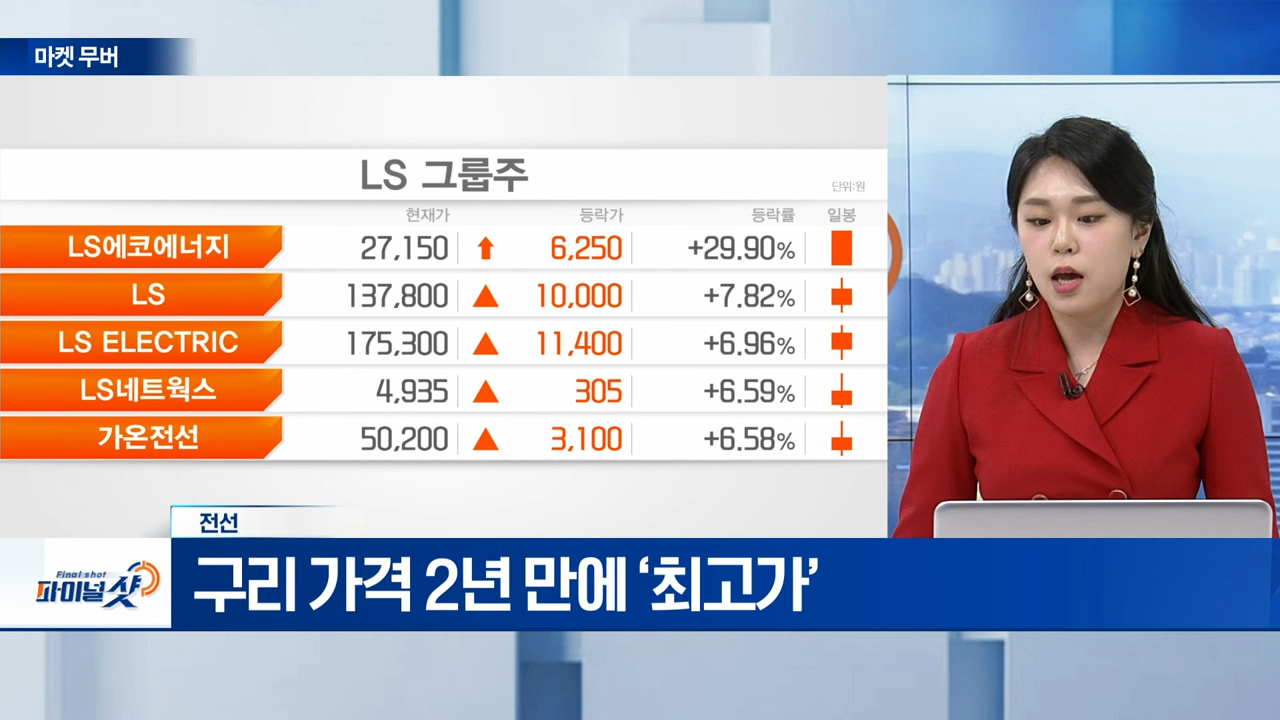 마켓 무버
LS 그룹주
단위:원
현재가 등락가 등락률 일봉
LS에코에너지 27,150 6,250 +29.90%
LS 137,800 ▲ 10,000 +7.82%
LS ELECTRIC 175,300 ▲ 11,400 +6.96%
LS네트웍스 4,935 ▲ 305 +6.59%
가온전선 50,200 ▲ 3,100 +6.58%
전선
Final shot
파이널샷
구리 가격 2년 만에 ‘최고가’